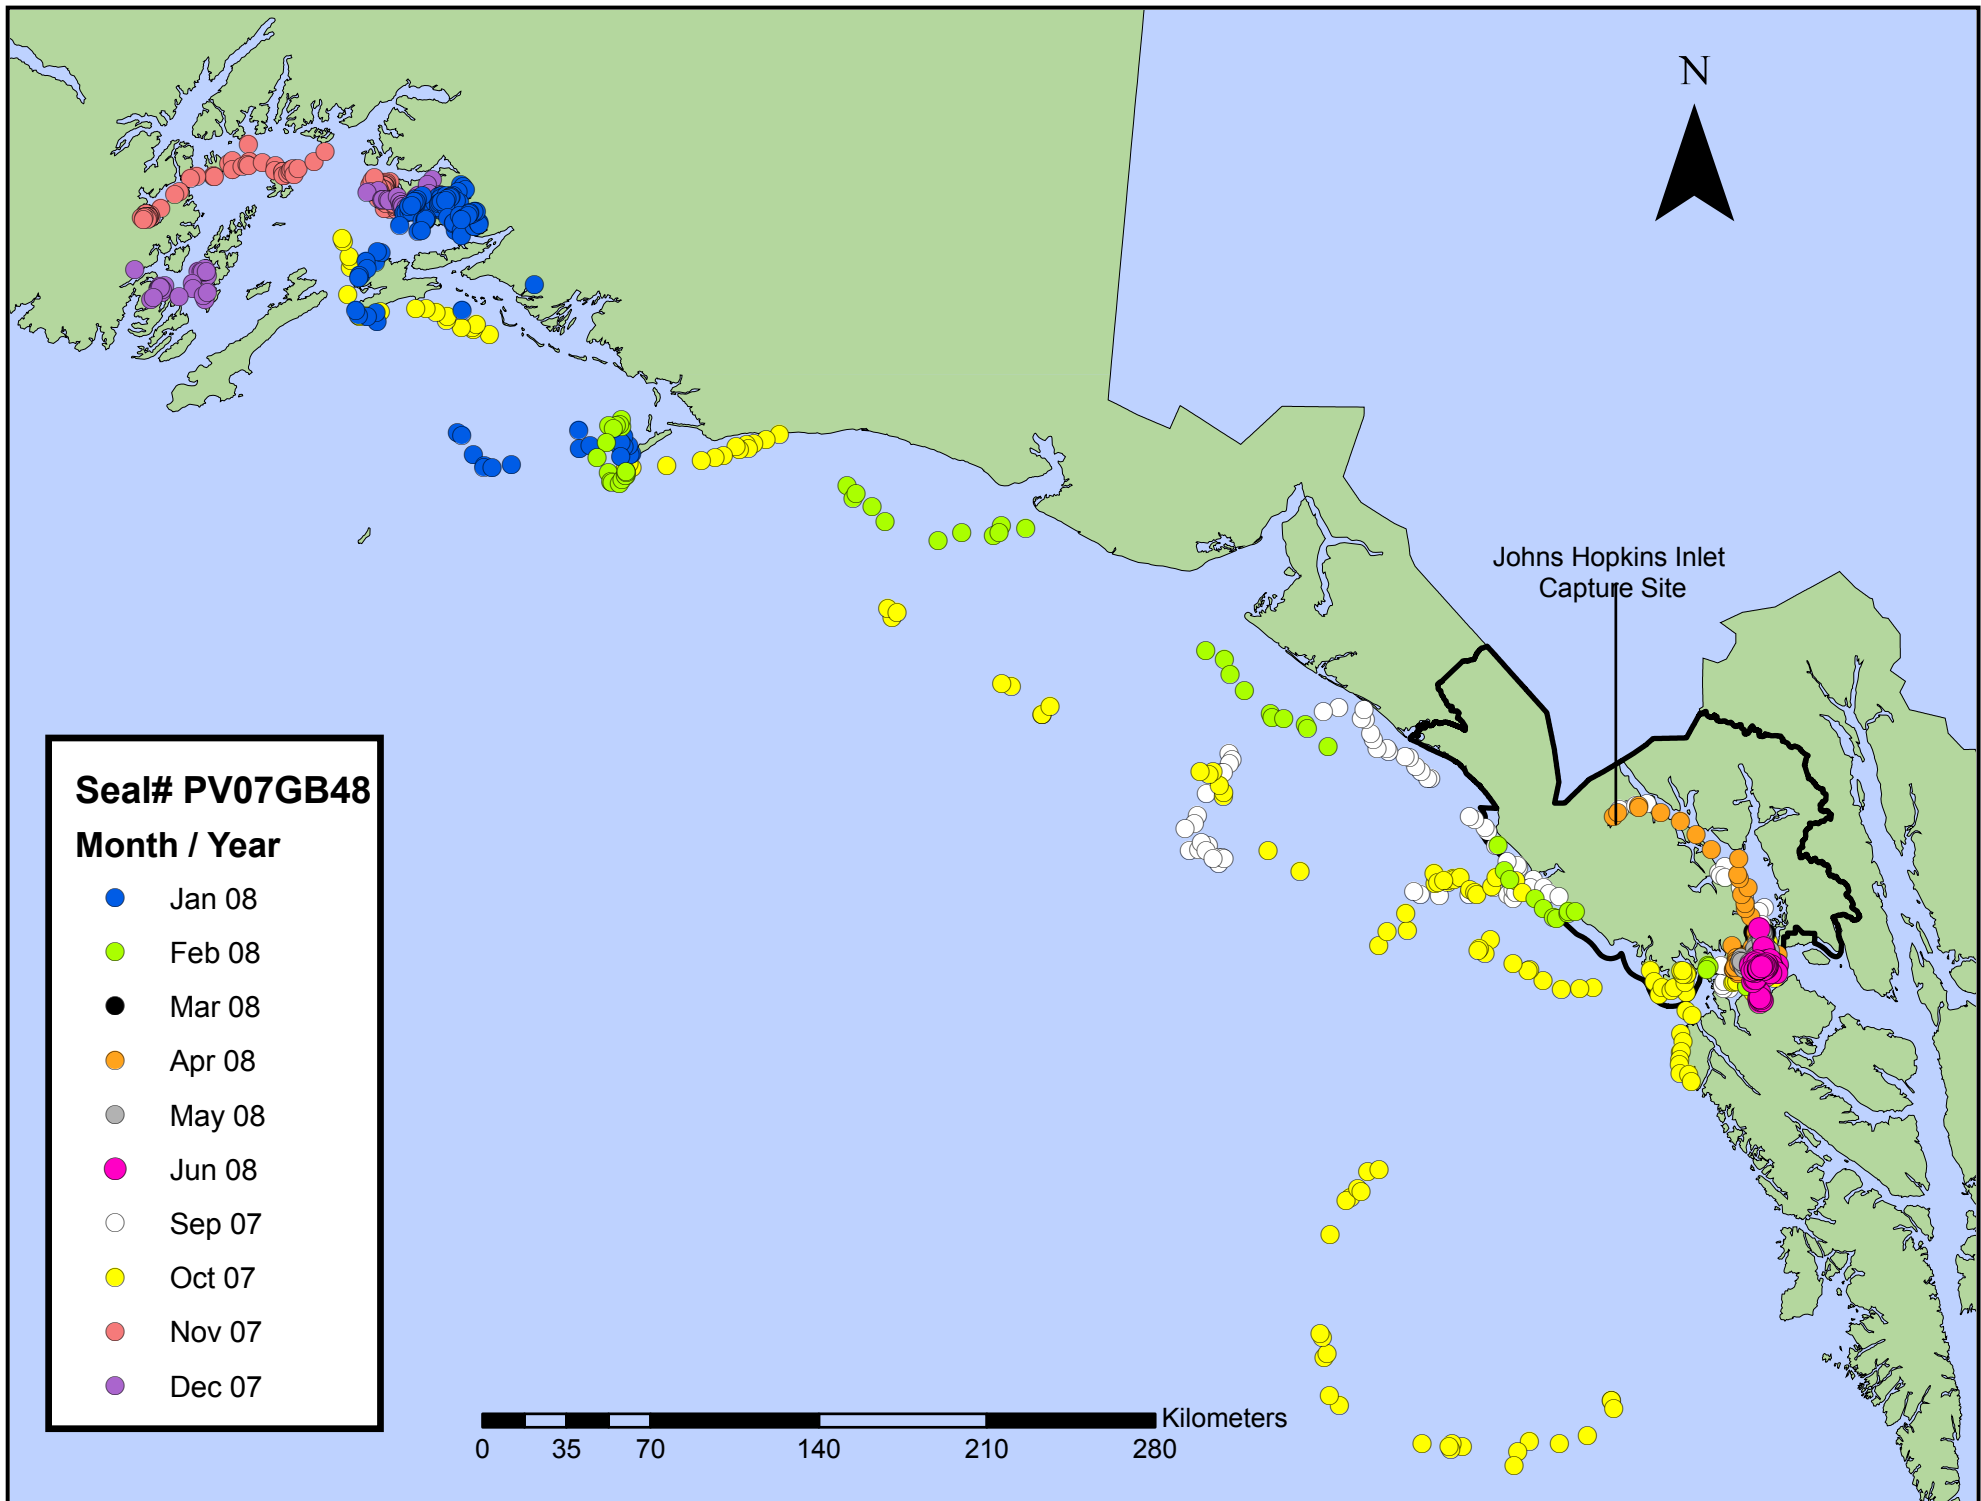 N
Johns Hopkins Inlet
Capture Site
Seal# PV07GB48
Month / Year
Jan 08
Feb 08
Mar 08
Apr 08
May 08
Jun 08
Sep 07
Oct 07
Nov 07
Dec 07
Kilometers
0 35 70 140 210 280